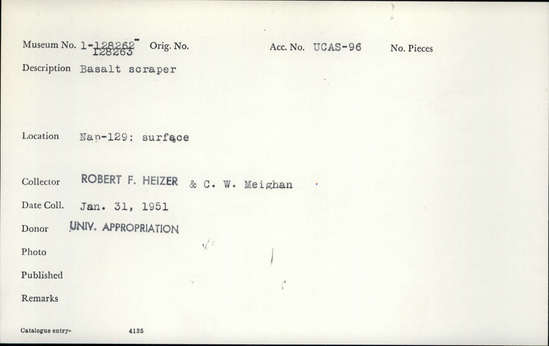 Museum No. 1-128262- Orig. No. Acc. No. UCAS-96 No. Pieces
128263
Description Basalt scraper
Location Nap-129: surface
Collector ROBERT F. HEIZER & C. W. Meighan
Date Coll. Jan. 31, 1951
Donor UNIV. APPROPRIATION
Photo
Published
Remarks
Catalogue entry- 4135